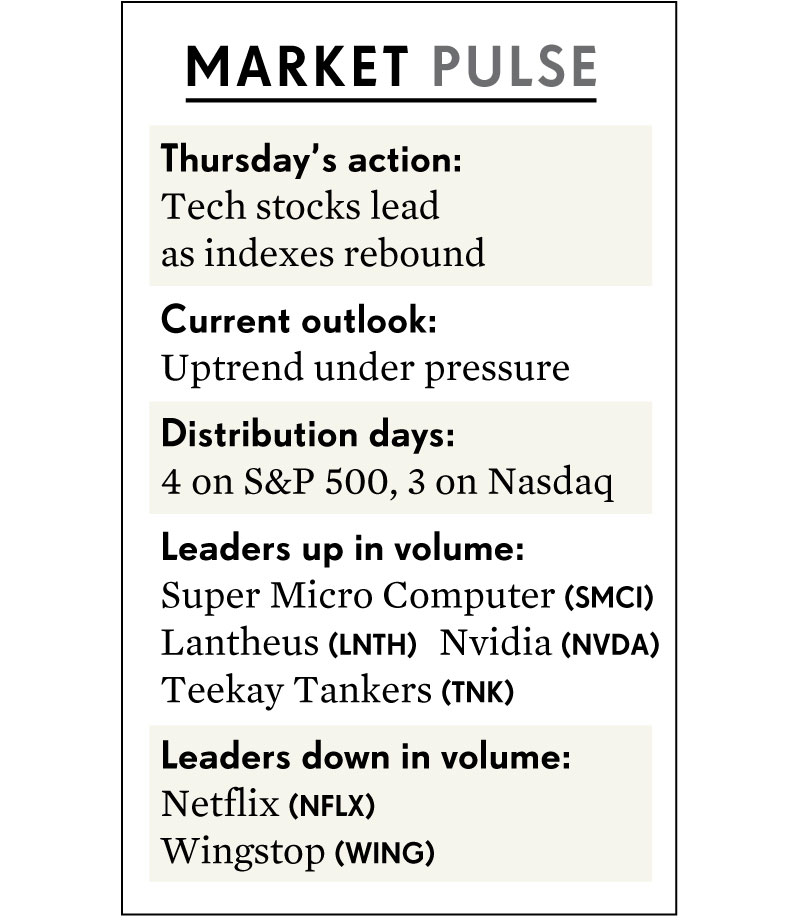 MARKET PULSE
Thursday’s action:
Tech stocks lead
as indexes rebound
Current outlook:
Uptrend under pressure
Distribution days:
4 on S&P 500, 3 on Nasdaq
Leaders up in volume:
Super Micro Computer (SMCI)
Lantheus (LNTH) Nvidia (NVDA)
Teekay Tankers (TNK)
Leaders down in volume:
Netflix (NFLX)
Wingstop (WING)